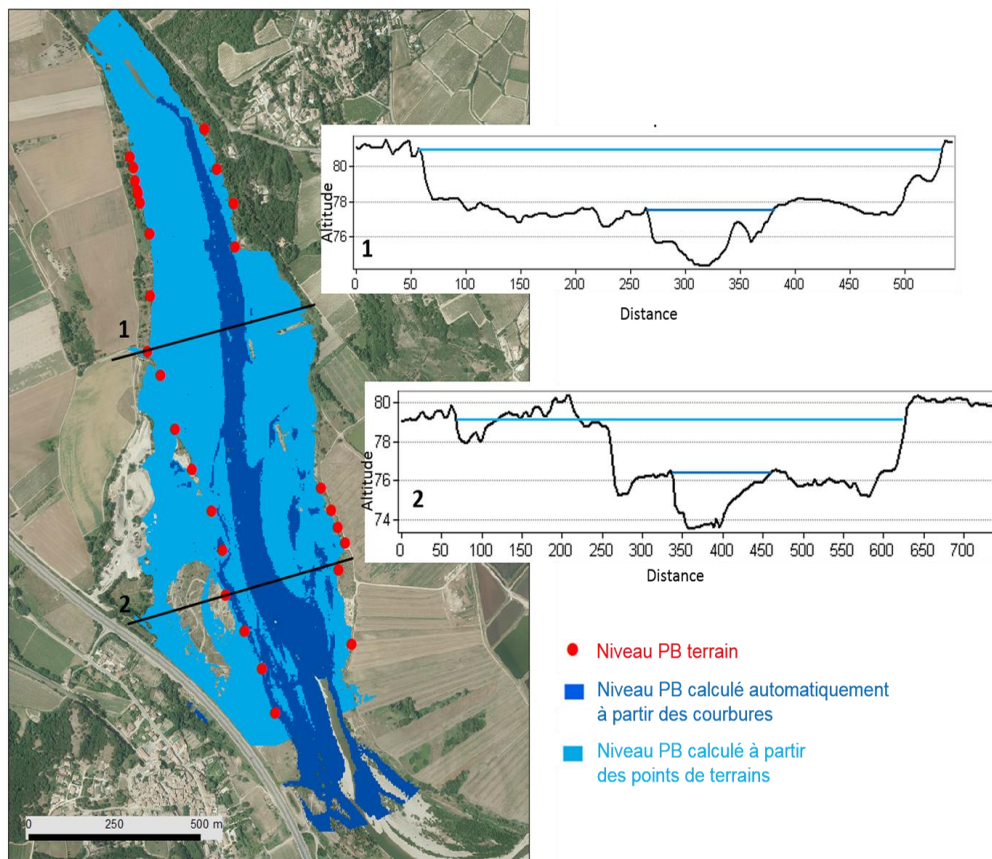 1
2
0 250 500 m
Altitude
80
78
76
1
0 50 100 150 200 250 300 350 400 450 500
Distance
Altitude
80
78
76
74
2
0 50 100 150 200 250 300 350 400 450 500 550 600 650 700
Distance
Niveau PB terrain
Niveau PB calculé automatiquement
à partir des courbures
Niveau PB calculé à partir
des points de terrains